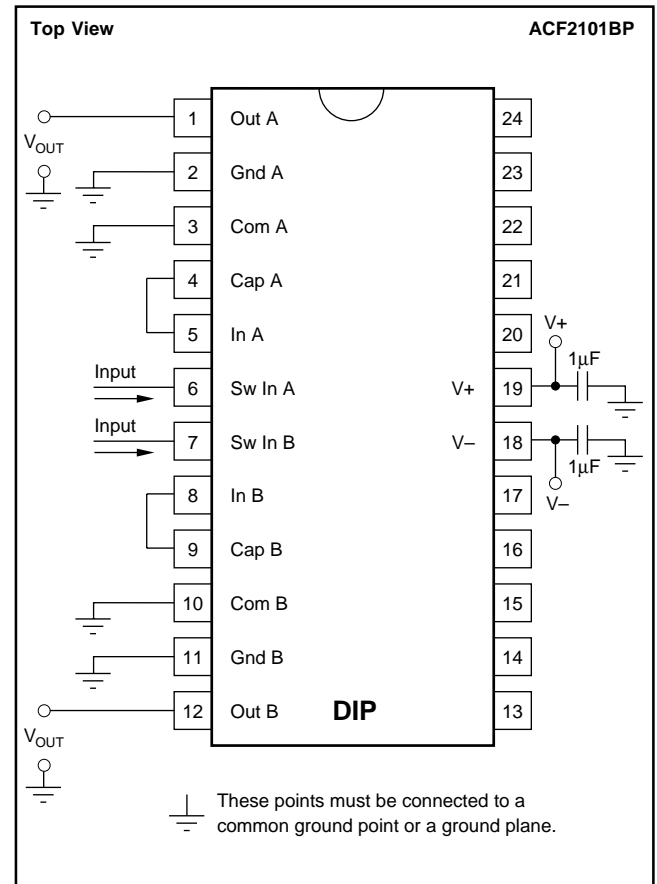 Top View ACF2101BP
1 Out A 24
V_OUT
2 Gnd A 23
3 Com A 22
4 Cap A 21
5 In A 20
V+
1μF
Input
6 Sw In A V+ 19
Input
7 Sw In B V– 18
1μF
V–
8 In B 17
9 Cap B 16
10 Com B 15
11 Gnd B 14
12 Out B DIP 13
V_OUT
These points must be connected to a
common ground point or a ground plane.